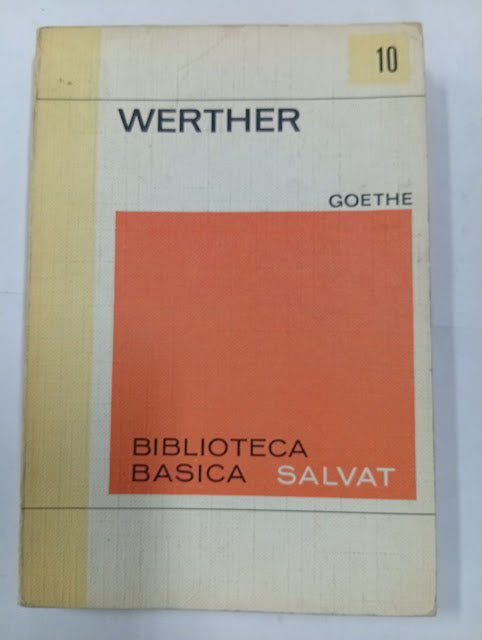 10
WERTHER
GOETHE
BIBLIOTECA
BASICA SALVAT